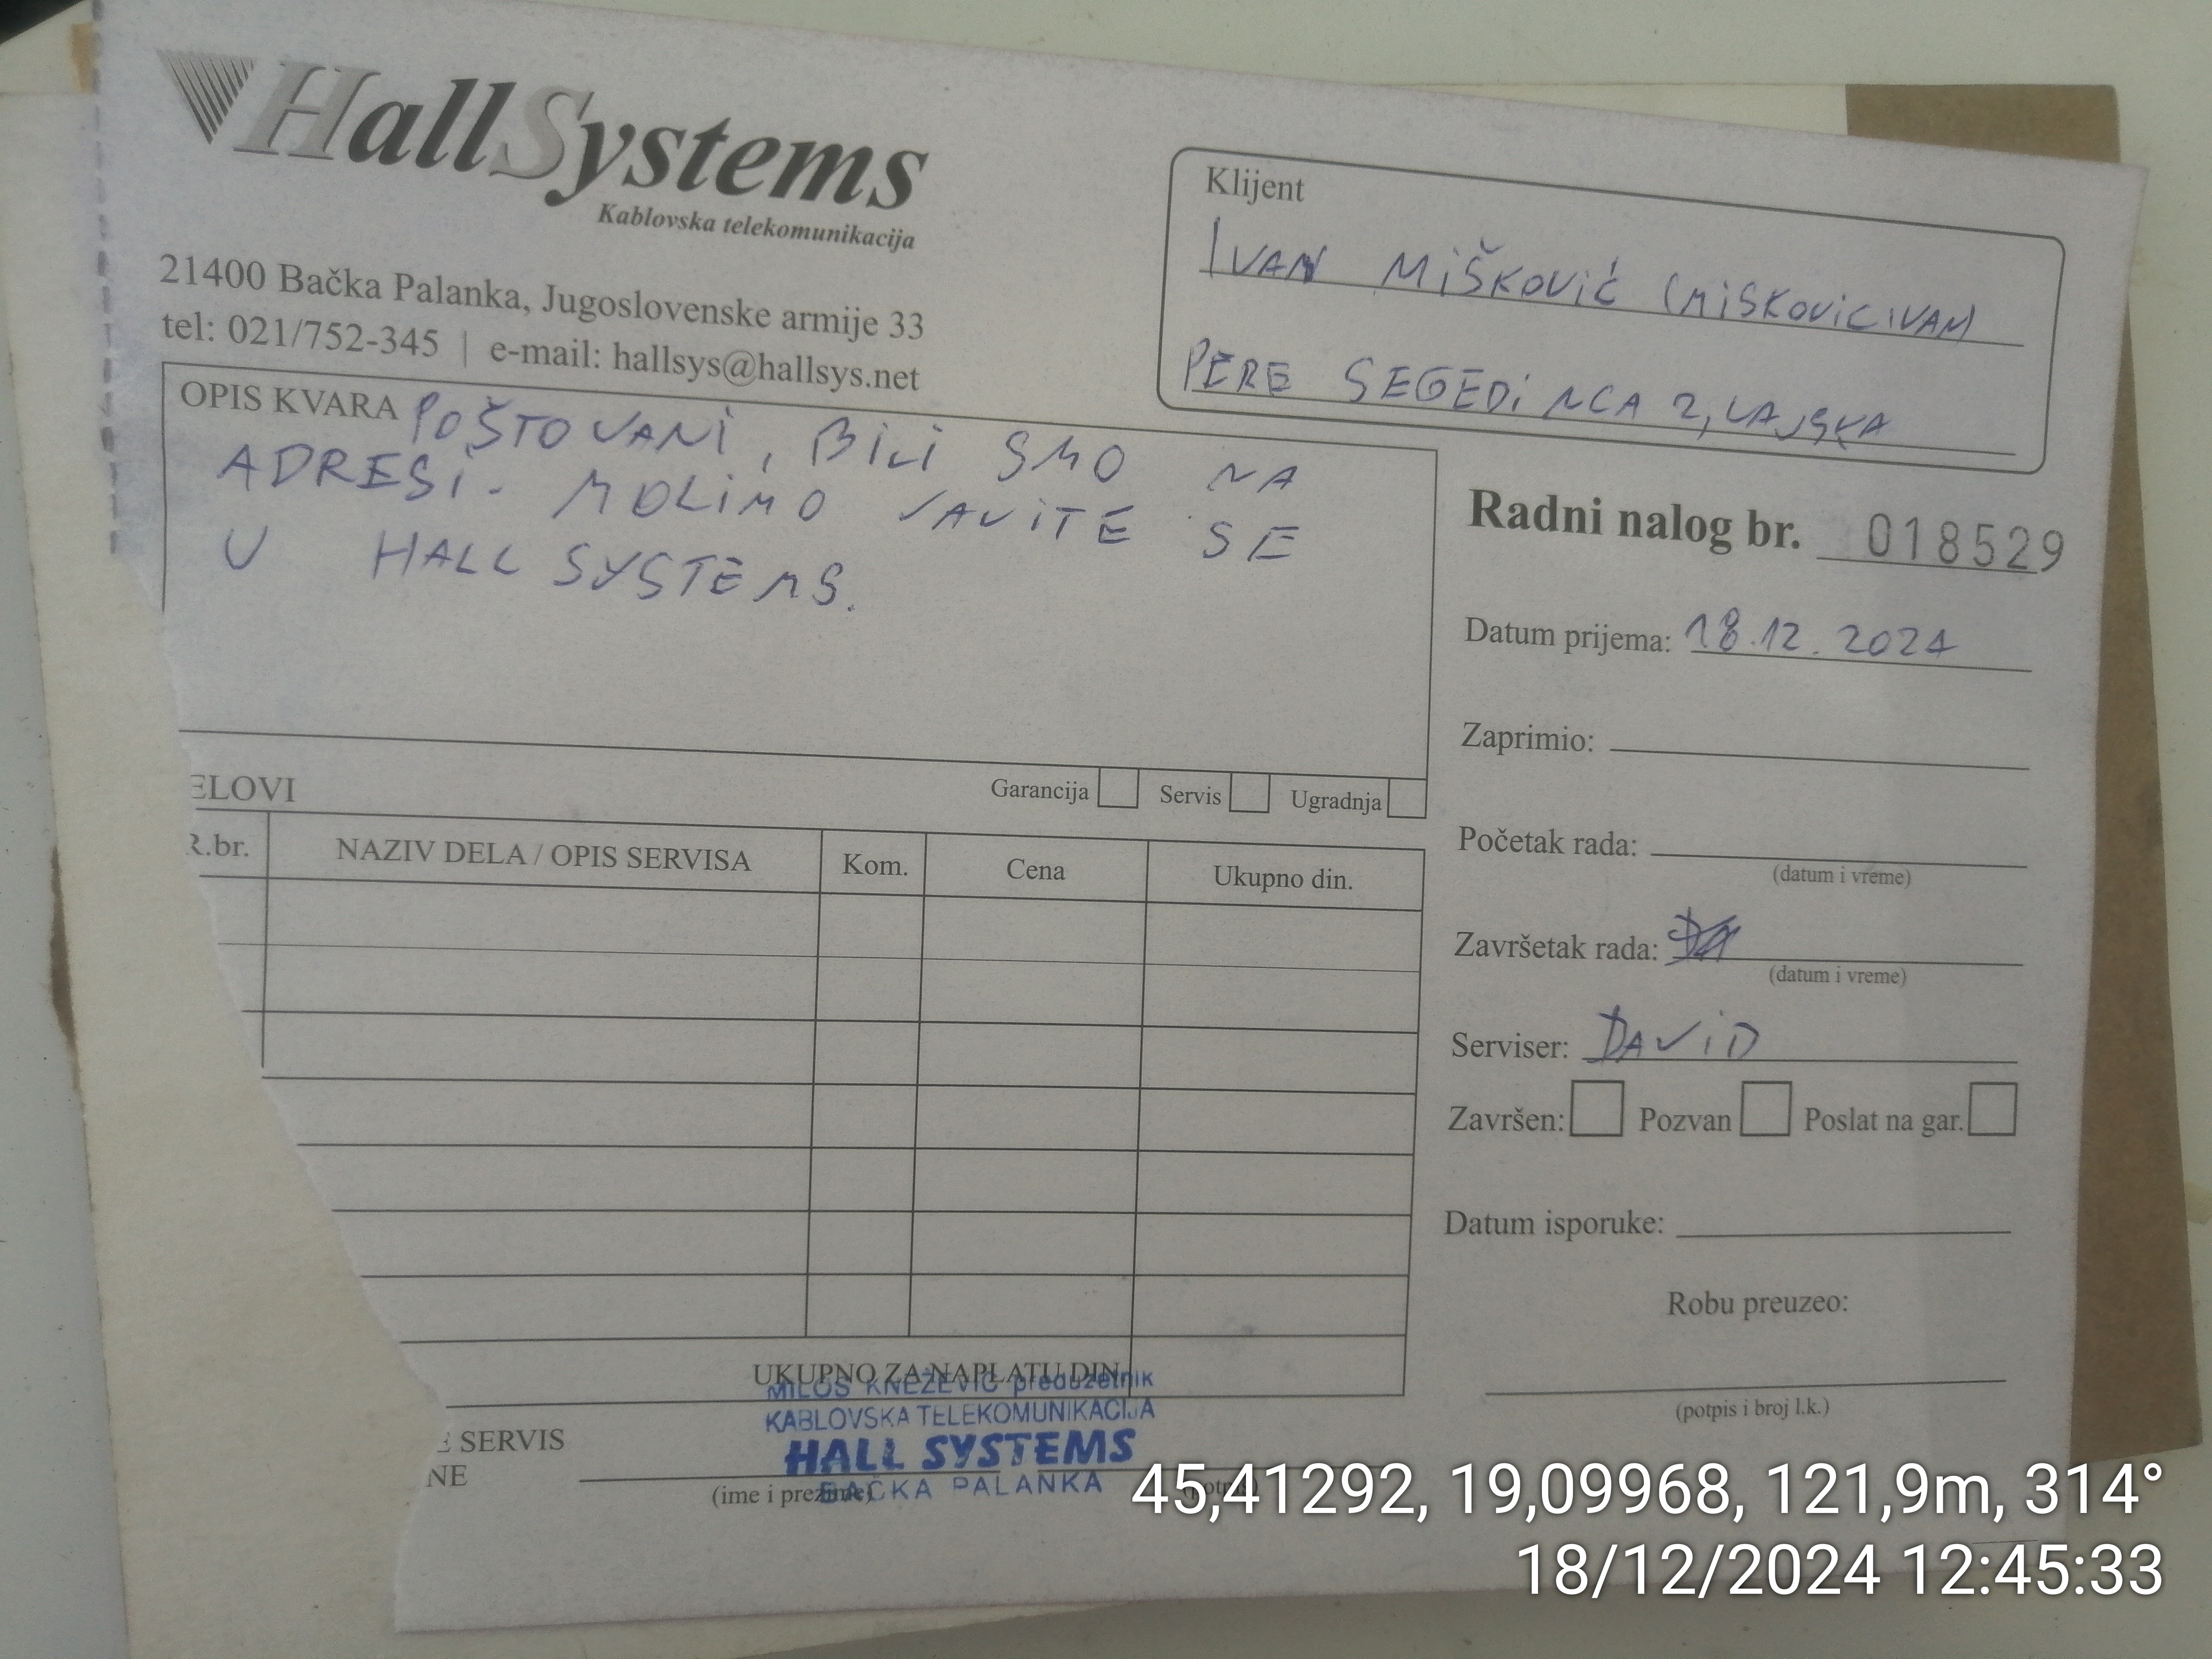 HallSystems
Kablovska telekomunikacija
21400 Bačka Palanka, Jugoslovenske armije 33
tel: 021/752-345 | e-mail: hallsys@hallsys.net
Klijent
IVAN MIŠKOVIĆ (MISKOVICIVAN)
PERE SEGEDINCA 2, LAJSKA
OPIS KVARA POŠTOVANI, BILI SMO NA
ADRESI. MOLIMO JAVITE SE
U HALL SYSTEMS.
Radni nalog br. 018529
Datum prijema: 18.12.2024
Zaprimio:
Početak rada:
(datum i vreme)
Završetak rada:
(datum i vreme)
Serviser: DAVID
Završen: Pozvan Poslat na gar.
Datum isporuke:
Robu preuzeo:
(potpis i broj l.k.)
Garancija Servis Ugradnja
ELOVI
R.br. NAZIV DELA / OPIS SERVISA Kom. Cena Ukupno din.
UKUPNO ZA NAPLATU DIN.
MILOŠ KNEŽEVIĆ preduzetnik
KABLOVSKA TELEKOMUNIKACIJA
HALL SYSTEMS
BAČKA PALANKA
E SERVIS
NE
(ime i prezime)
45,41292, 19,09968, 121,9m, 314°
18/12/2024 12:45:33